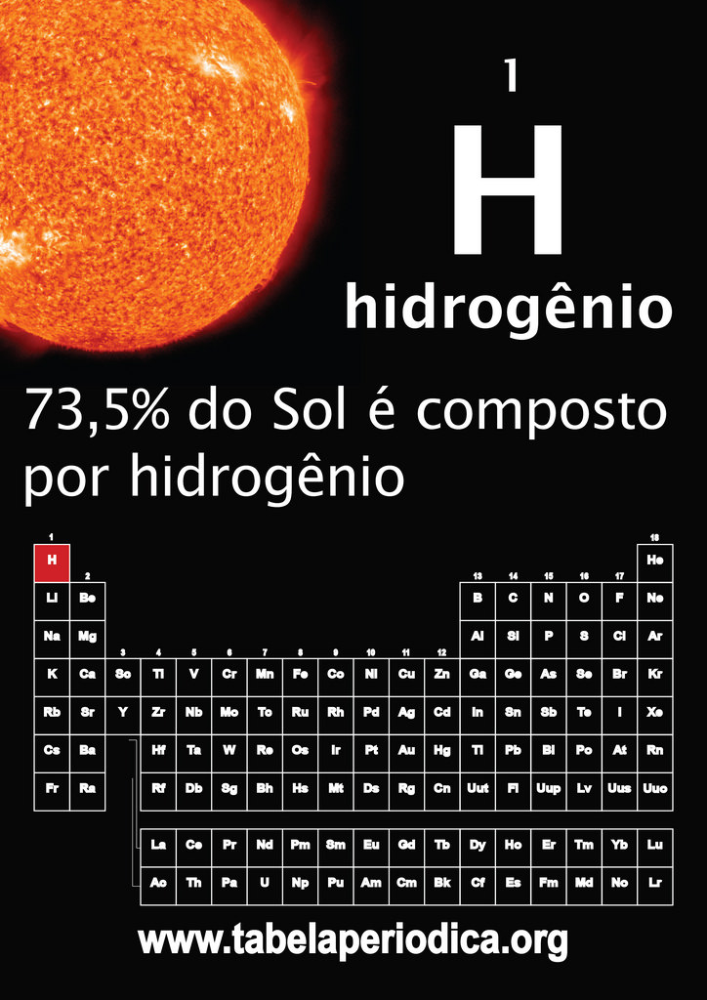 1
H
hidrogênio
73,5% do Sol é composto
por hidrogênio
1 18
H He
2 13 14 15 16 17
Li Be B C N O F Ne
Na Mg Al Si P S Cl Ar
3 4 5 6 7 8 9 10 11 12
K Ca Sc Ti V Cr Mn Fe Co Ni Cu Zn Ga Ge As Se Br Kr
Rb Sr Y Zr Nb Mo Tc Ru Rh Pd Ag Cd In Sn Sb Te I Xe
Cs Ba Hf Ta W Re Os Ir Pt Au Hg Tl Pb Bi Po At Rn
Fr Ra Rf Db Sg Bh Hs Mt Ds Rg Cn Uut Fl Uup Lv Uus Uuo
La Ce Pr Nd Pm Sm Eu Gd Tb Dy Ho Er Tm Yb Lu
Ac Th Pa U Np Pu Am Cm Bk Cf Es Fm Md No Lr
www.tabelaperiodica.org